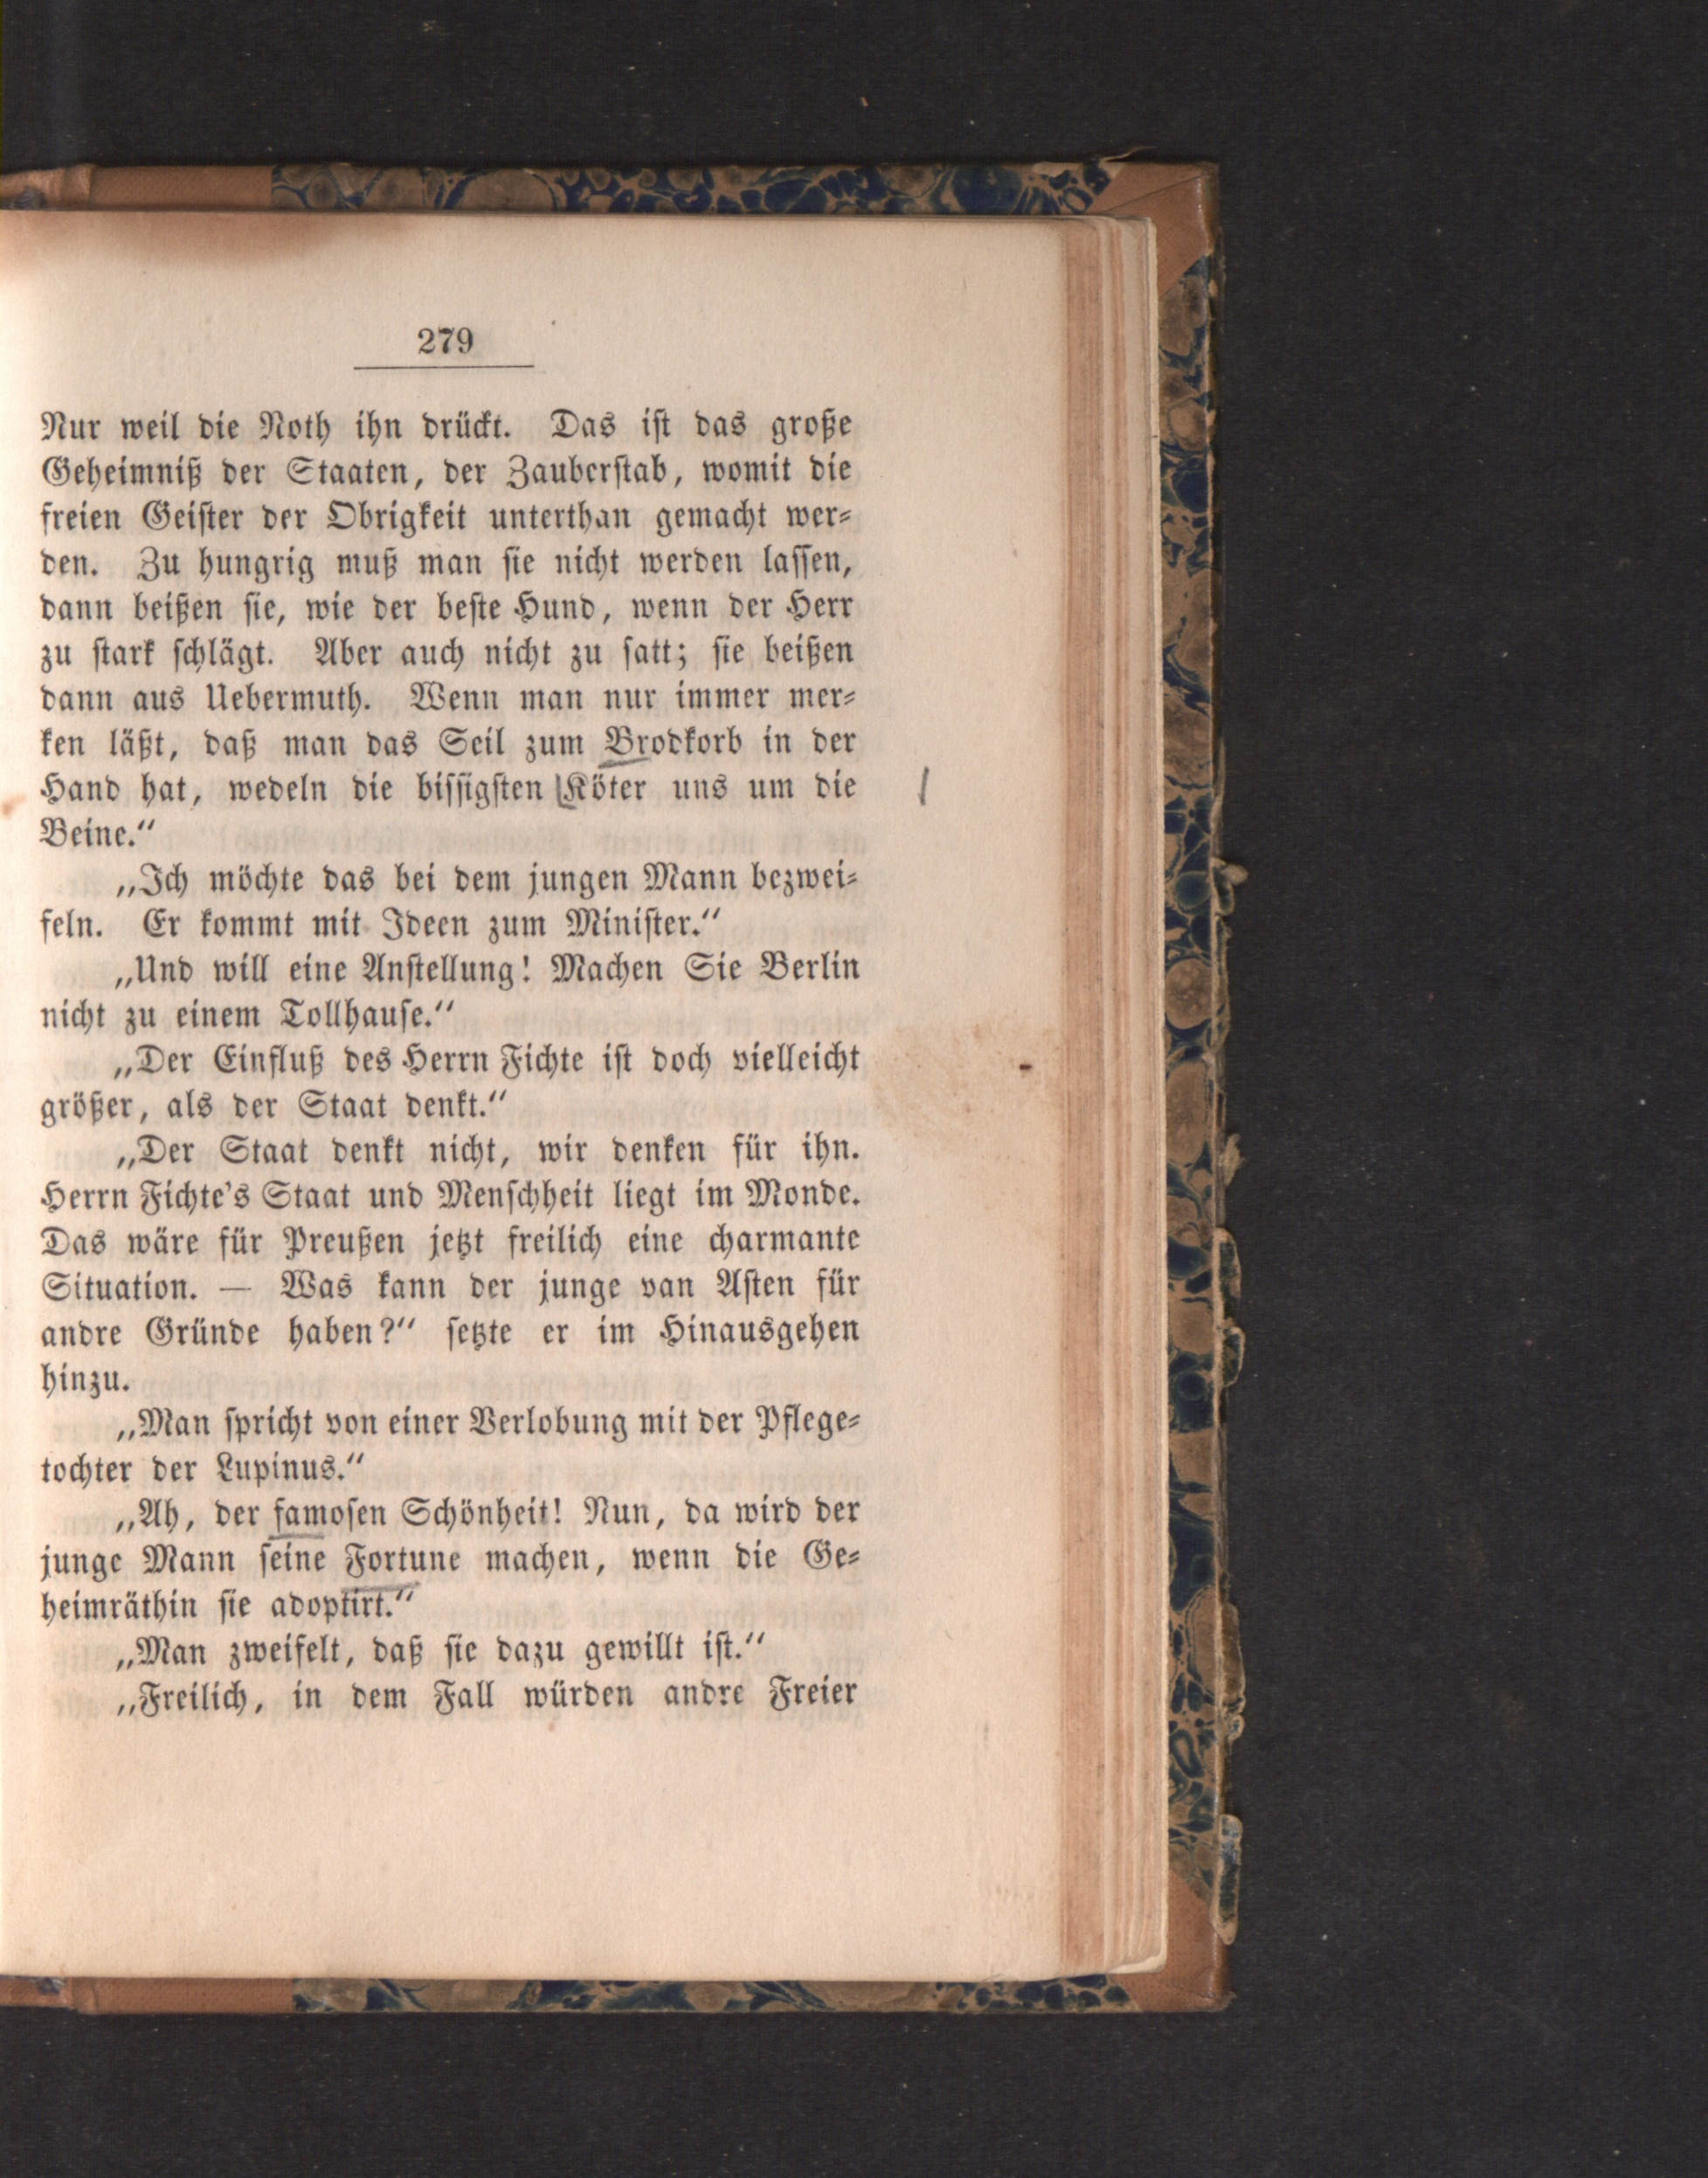 279
Nur weil die Noth ihn drückt. Das ist das große
Geheimniß der Staaten, der Zauberstab, womit die
freien Geister der Obrigkeit unterthan gemacht wer-
den. Zu hungrig muß man sie nicht werden lassen,
dann beißen sie, wie der beste Hund, wenn der Herr
zu stark schlägt. Aber auch nicht zu satt; sie beißen
dann aus Uebermuth. Wenn man nur immer mer-
ken läßt, daß man das Seil zum Brodkorb in der
Hand hat, wedeln die bissigsten Köter uns um die
Beine.“
„Ich möchte das bei dem jungen Mann bezwei-
feln. Er kommt mit Ideen zum Minister.“
„Und will eine Anstellung! Machen Sie Berlin
nicht zu einem Tollhause.“
„Der Einfluß des Herrn Fichte ist doch vielleicht
größer, als der Staat denkt.“
„Der Staat denkt nicht, wir denken für ihn.
Herrn Fichte's Staat und Menschheit liegt im Monde.
Das wäre für Preußen jetzt freilich eine charmante
Situation. — Was kann der junge van Asten für
andre Gründe haben?“ setzte er im Hinausgehen
hinzu.
„Man spricht von einer Verlobung mit der Pflege-
tochter der Lupinus.“
„Ah, der famosen Schönheit! Nun, da wird der
junge Mann seine Fortune machen, wenn die Ge-
heimräthin sie adoptirt.“
„Man zweifelt, daß sie dazu gewillt ist.“
„Freilich, in dem Fall würden andre Freier